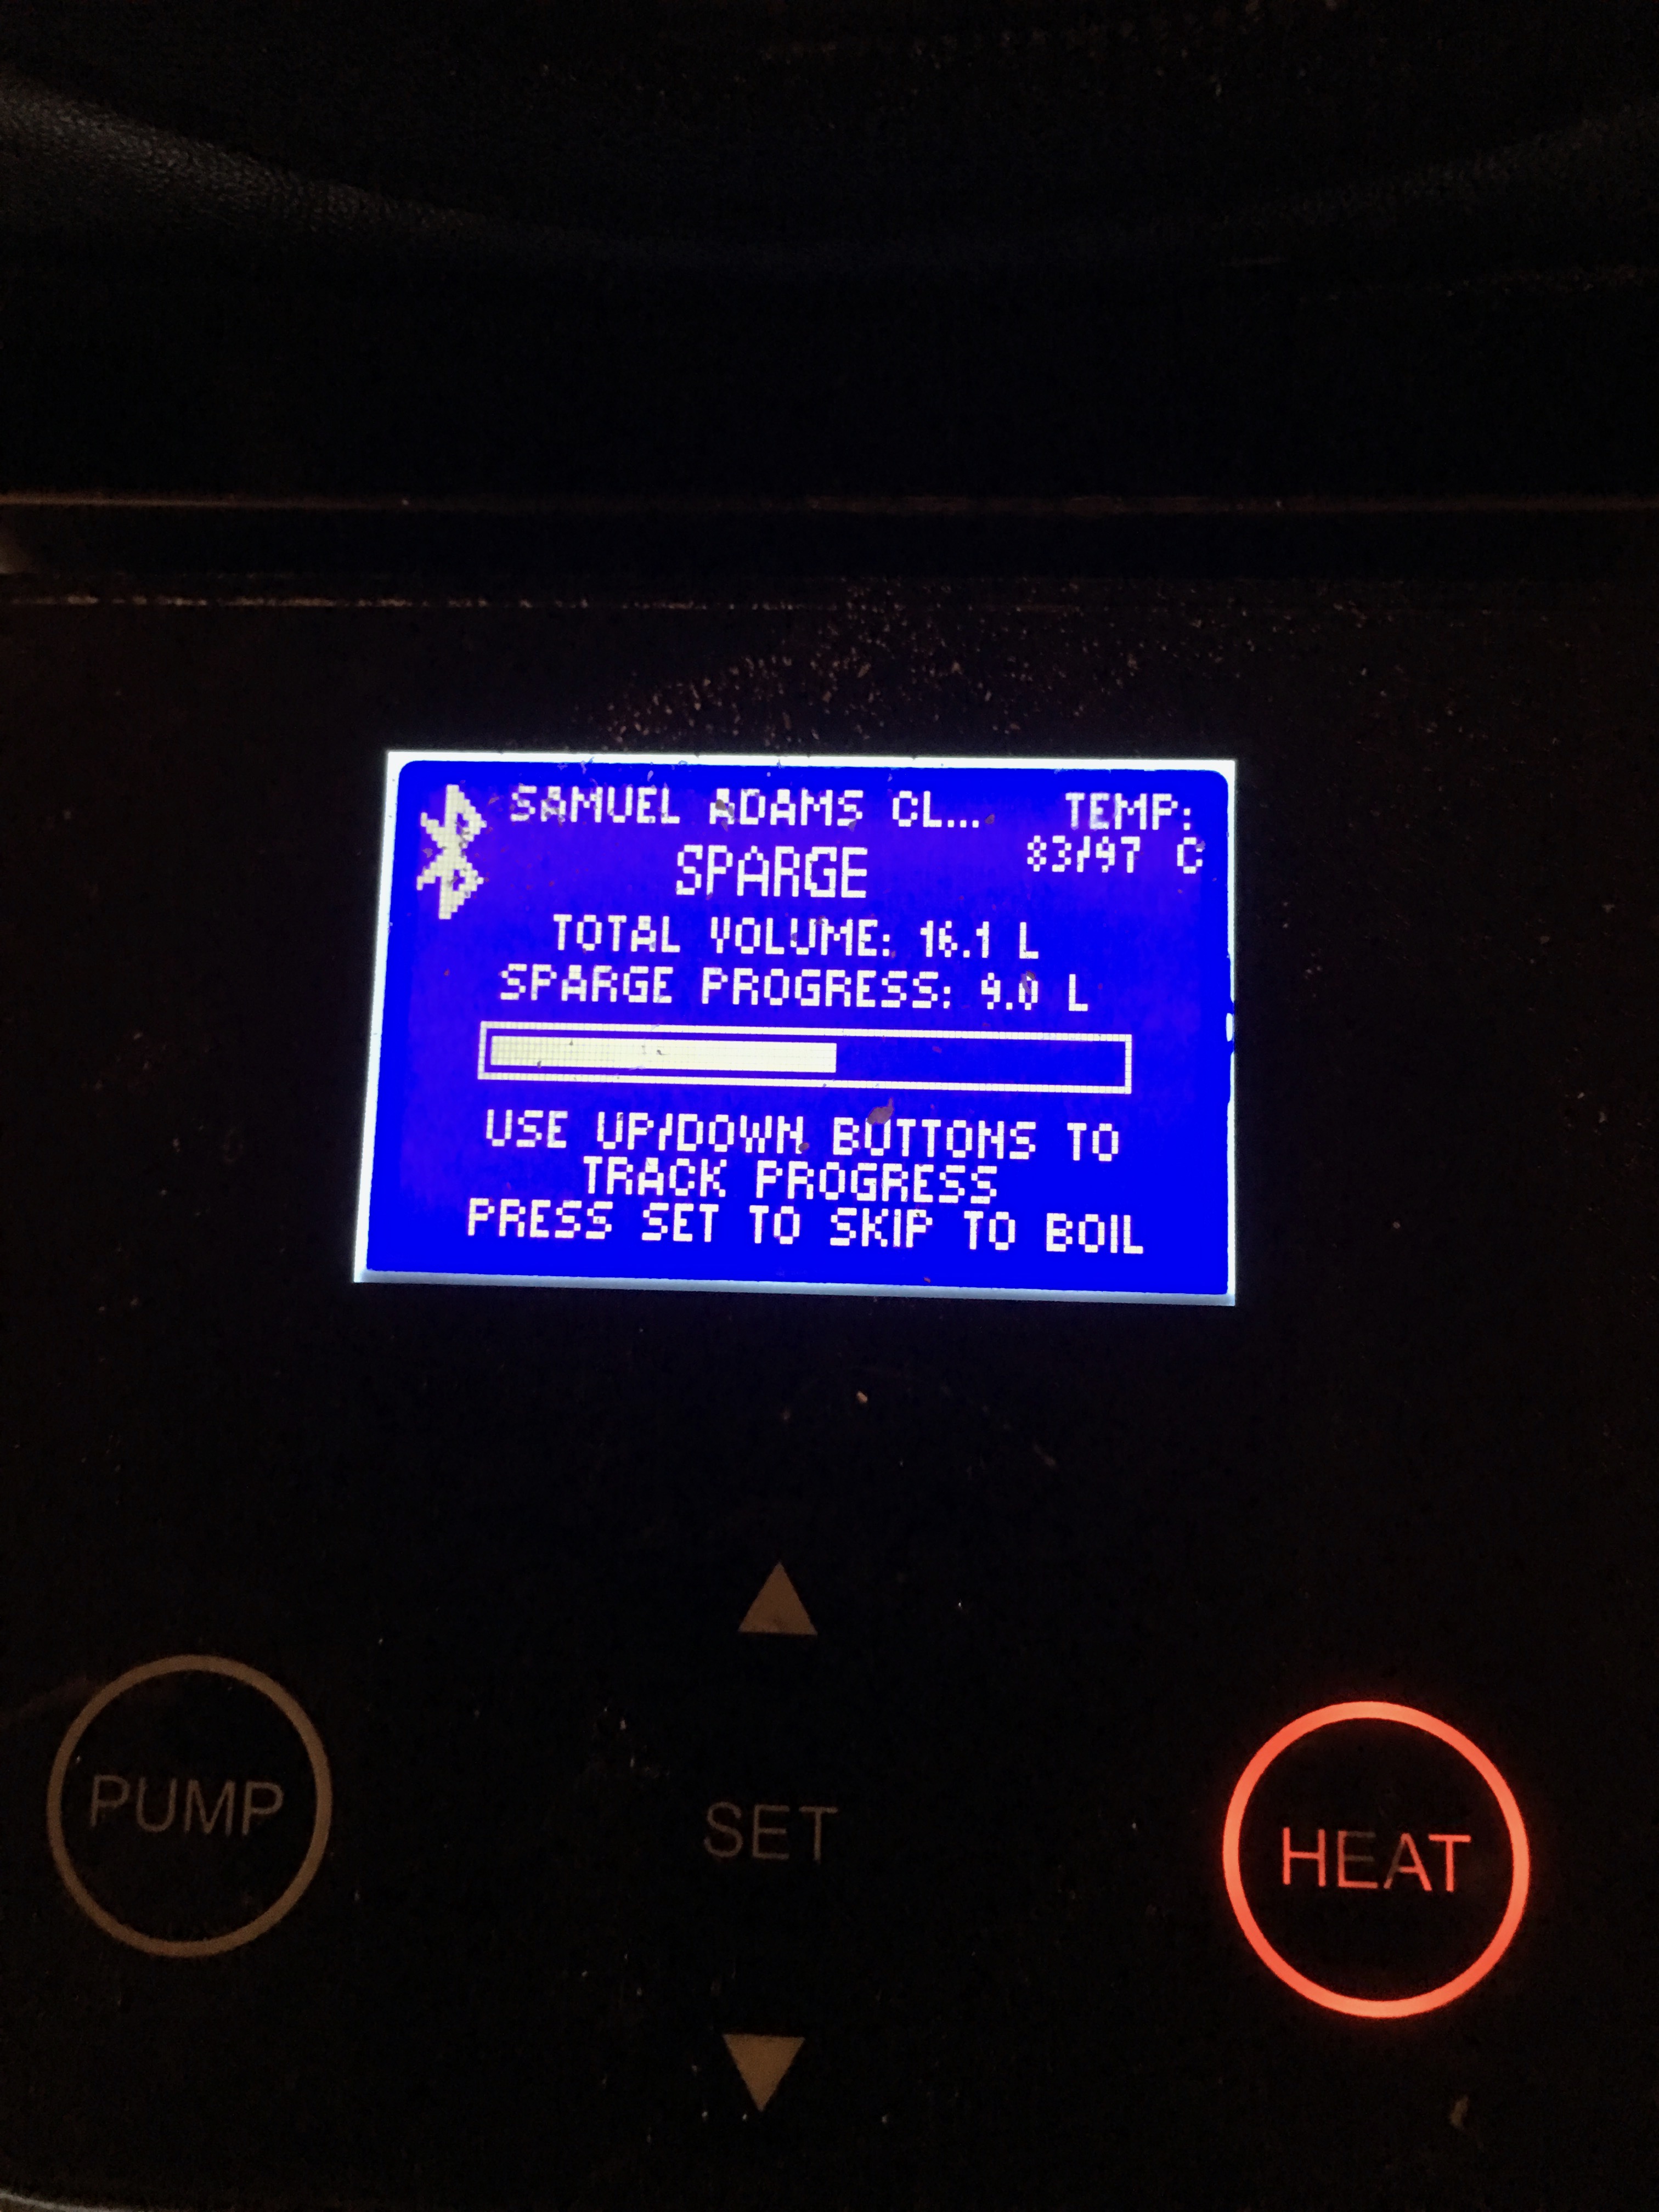 SAMUEL ADAMS CL... TEMP:
83/97 C
SPARGE
TOTAL VOLUME: 16.1 L
SPARGE PROGRESS: 9.0 L
USE UP/DOWN BUTTONS TO
TRACK PROGRESS
PRESS SET TO SKIP TO BOIL
PUMP
SET
HEAT